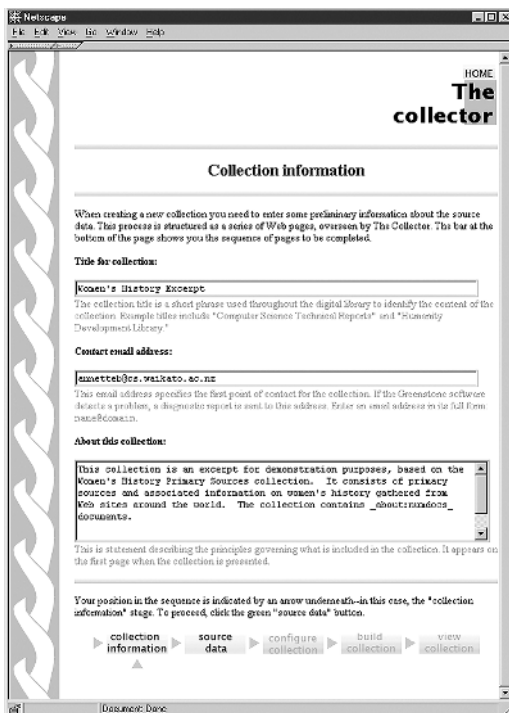 Netscape
File Edit View Go Window Help
HOME
The
collector
Collection information
When creating a new collection you need to enter some preliminary information about the source
data. This process is structured as a series of Web pages, overseen by The Collector. The bar at the
bottom of the page shows you the sequence of pages to be completed.
Title for collection:
Women's History Excerpt
The collection title is a short phrase used throughout the digital library to identify the content of the
collection. Example titles include "Computer Science Technical Reports" and "Humanity
Development Library."
Contact email address:
annetteb@cs.waikato.ac.nz
This email address specifies the first point of contact for the collection. If the Greenstone software
detects a problem, a diagnostic report is sent to this address. Enter an email address in its full form:
name@domain.
About this collection:
This collection is an excerpt for demonstration purposes, based on the
Women's History Primary Sources collection. It consists of primary
sources and associated information on women's history gathered from
Web sites around the world. The collection contains _about:numdocs_
documents.
This is statement describing the principles governing what is included in the collection. It appears on
the first page when the collection is presented.
Your position in the sequence is indicated by an arrow underneath--in this case, the "collection
information" stage. To proceed, click the green "source data" button.
collection information
source data
configure collection
build collection
view collection
Document: Done